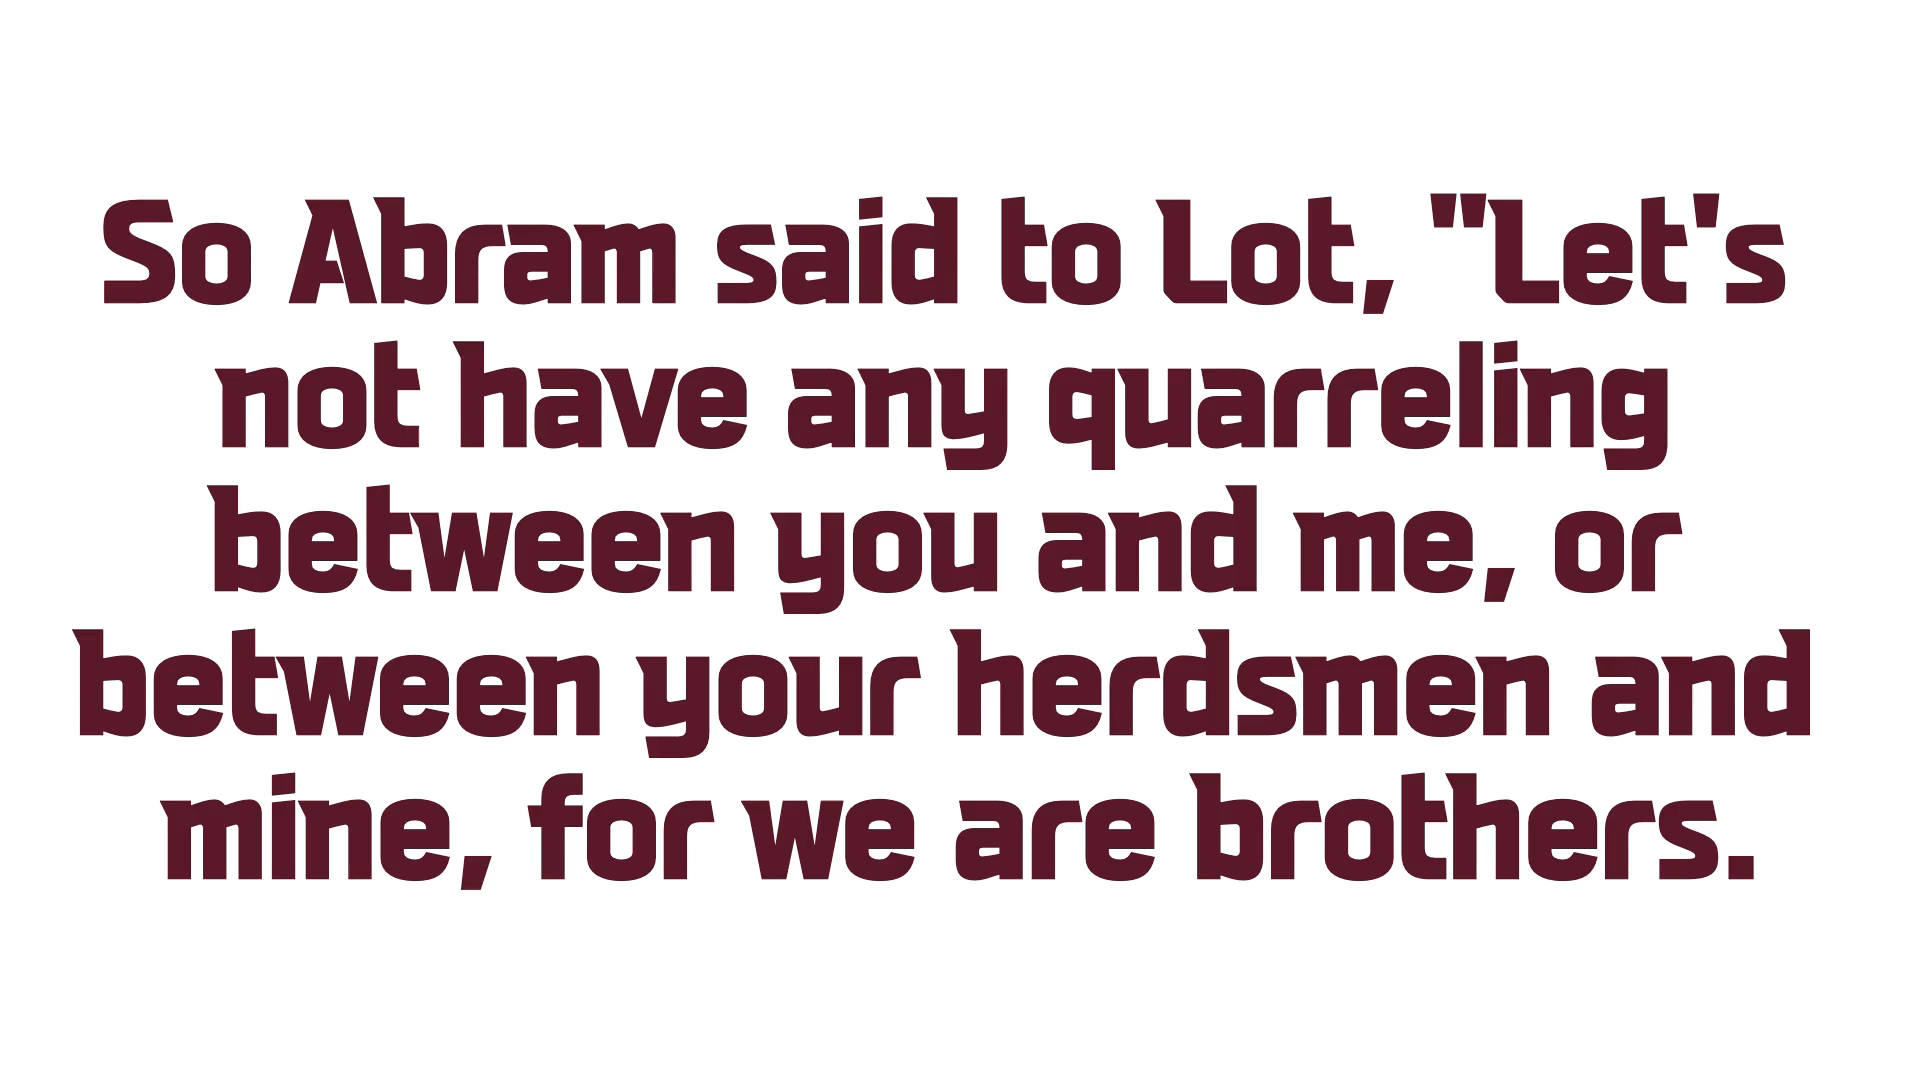 So Abram said to Lot, "Let's
not have any quarreling
between you and me, or
between your herdsmen and
mine, for we are brothers.